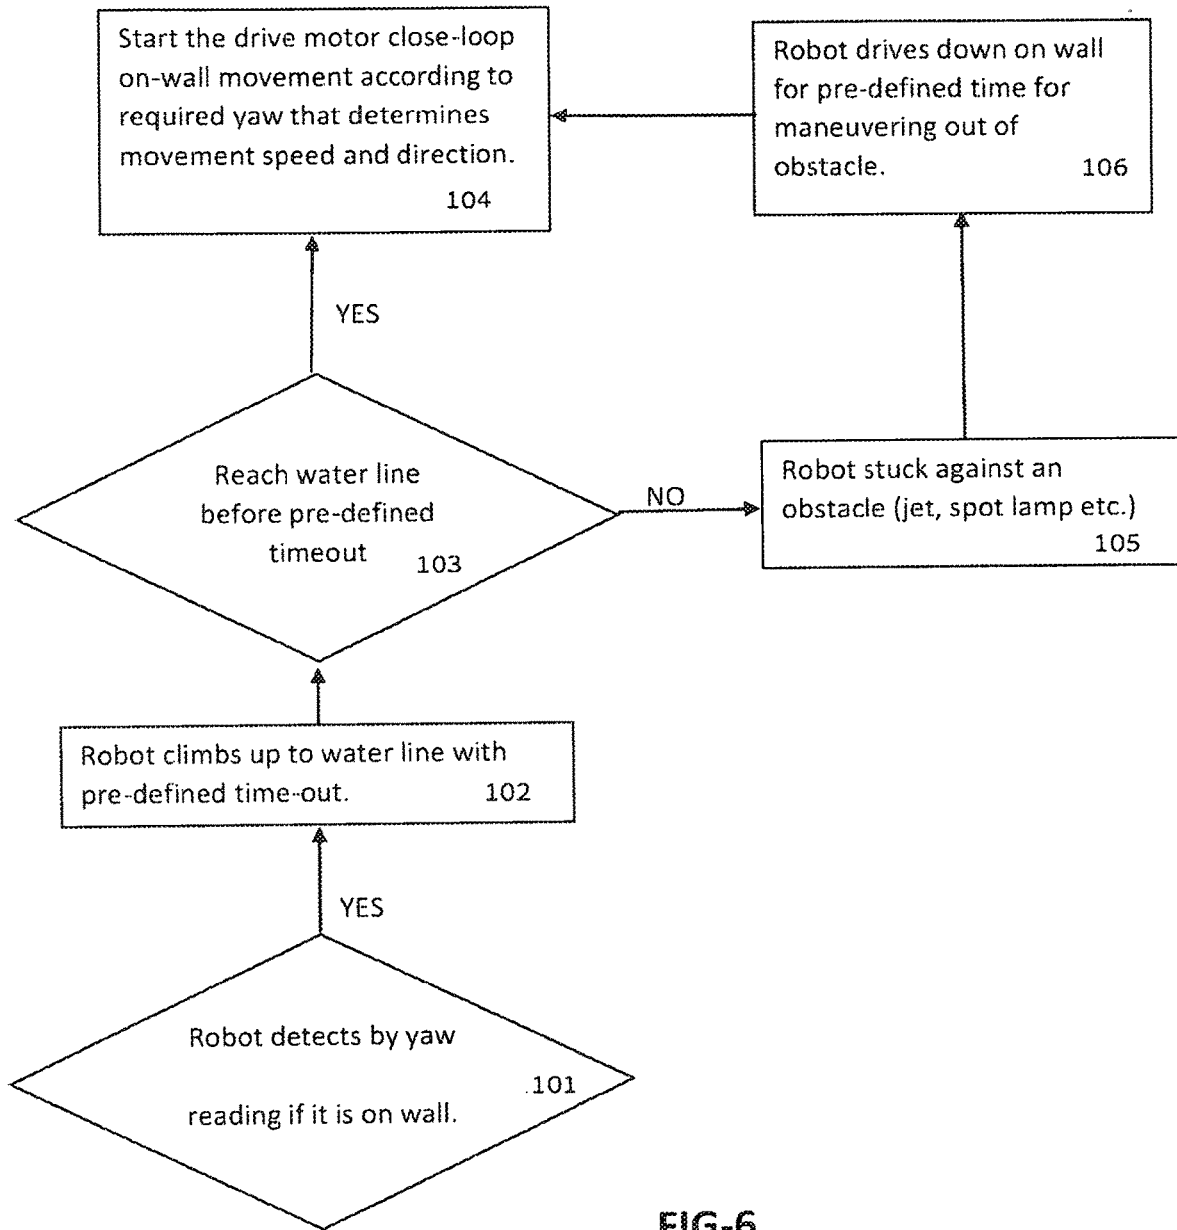 Start the drive motor close-loop
on-wall movement according to
required yaw that determines
movement speed and direction.
104
Robot drives down on wall
for pre-defined time for
maneuvering out of
obstacle. 106
YES
Reach water line
before pre-defined
timeout 103
NO
Robot stuck against an
obstacle (jet, spot lamp etc.)
105
Robot climbs up to water line with
pre-defined time-out. 102
YES
Robot detects by yaw
101
reading if it is on wall.
FIG-6